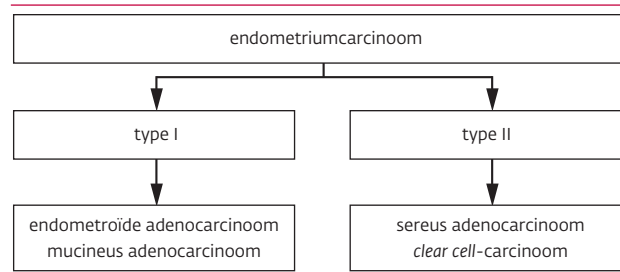 endometriumcarcinoom
type I
type II
endometroïde adenocarcinoom
mucineus adenocarcinoom
sereus adenocarcinoom
clear cell-carcinoom